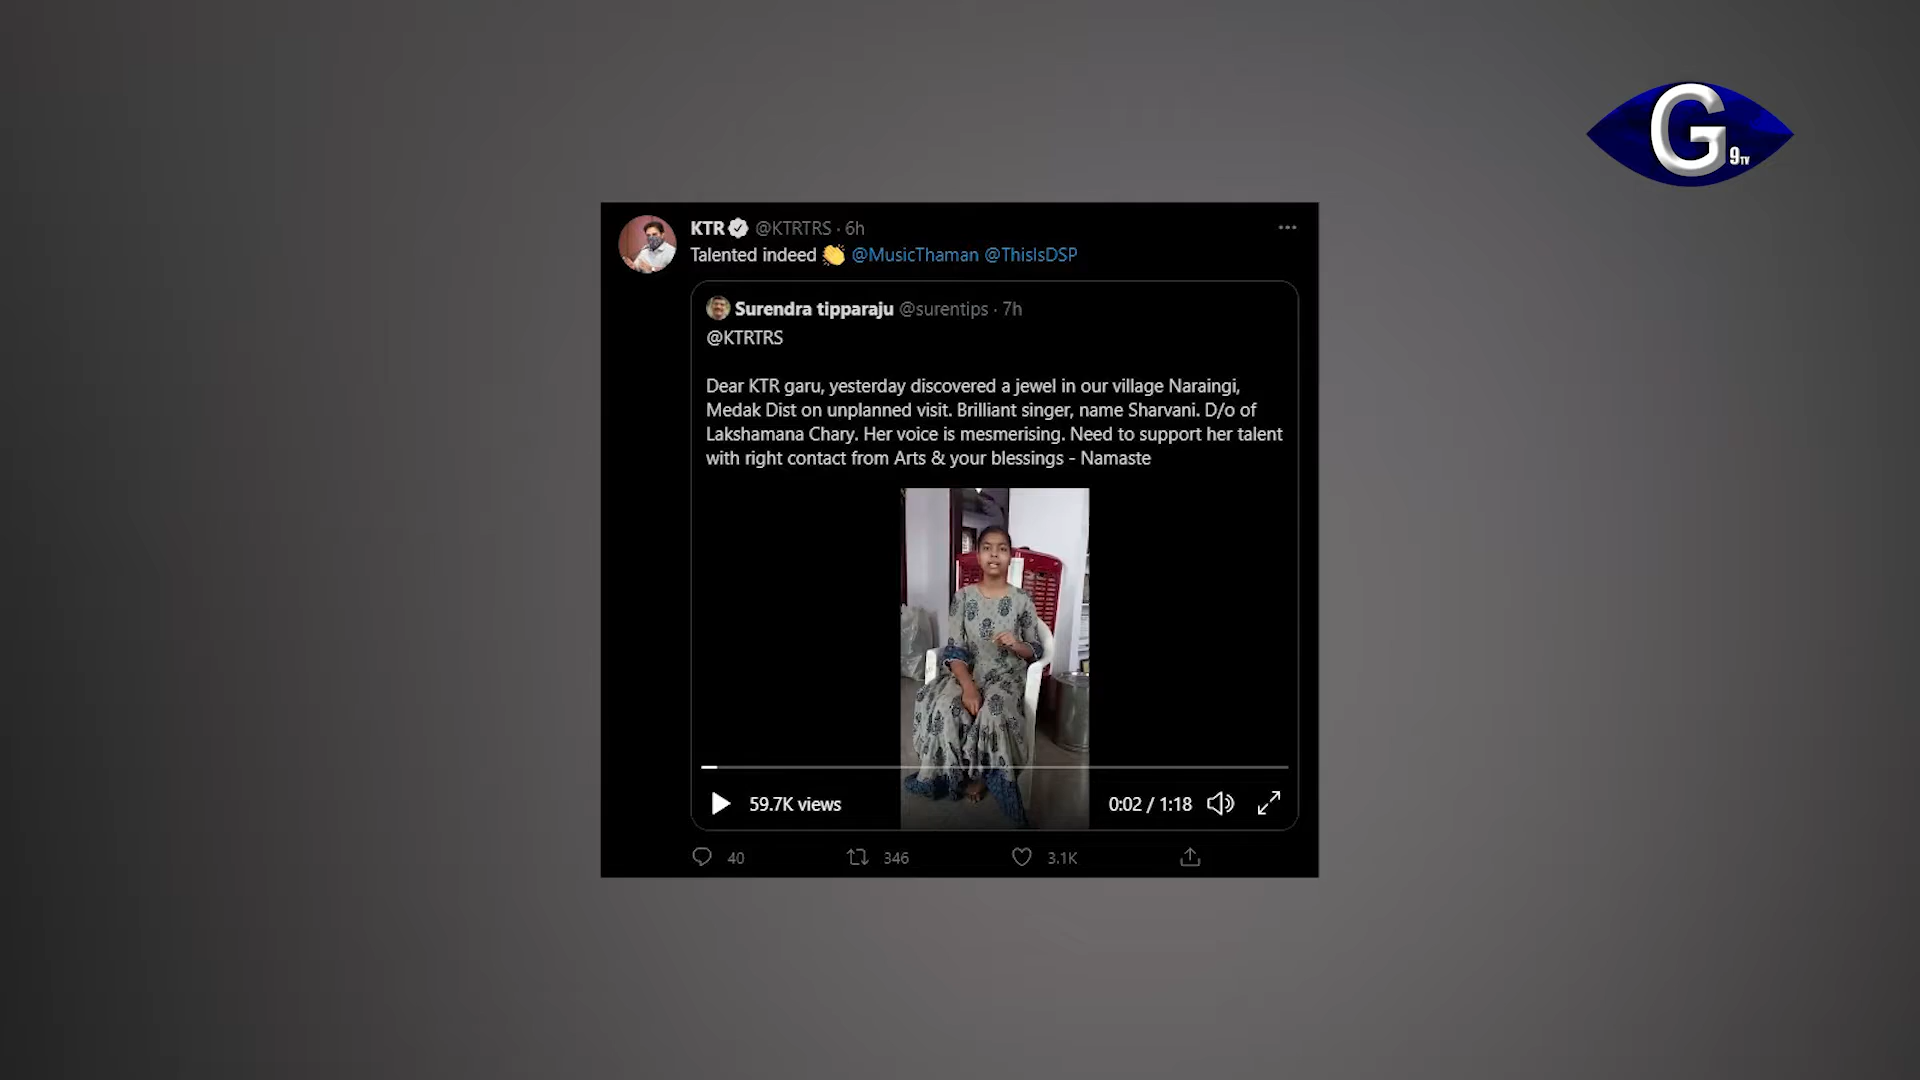 G 9TV
KTR @KTRTRS · 6h
Talented indeed 👏 @MusicThaman @ThisIsDSP
Surendra tipparaju @surentips · 7h
@KTRTRS
Dear KTR garu, yesterday discovered a jewel in our village Naraingi,
Medak Dist on unplanned visit. Brilliant singer, name Sharvani. D/o of
Lakshamana Chary. Her voice is mesmerising. Need to support her talent
with right contact from Arts & your blessings - Namaste
59.7K views 0:02 / 1:18
40 346 3.1K